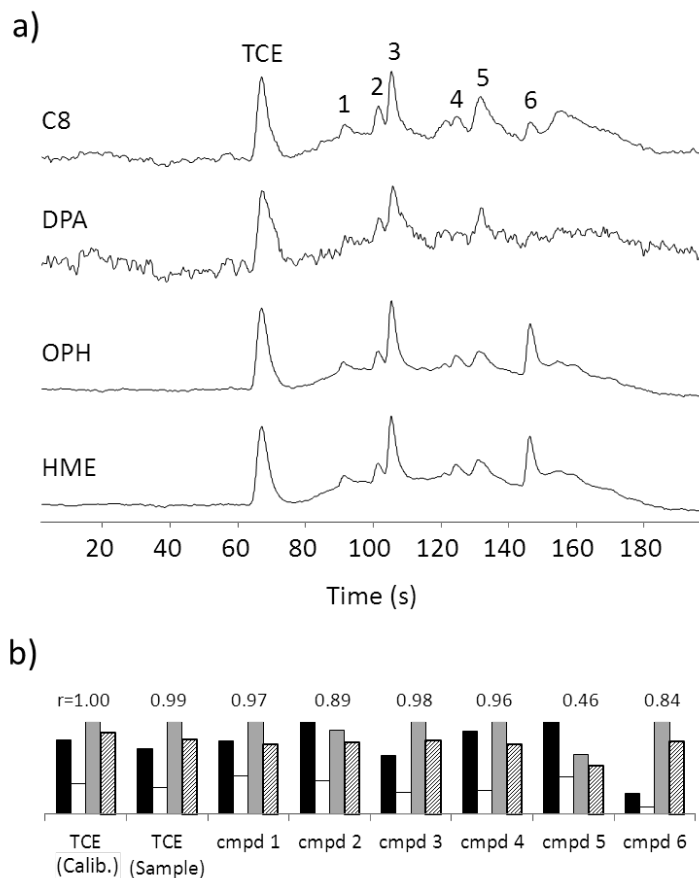 a)
TCE
3
1
2
4
5
6
C8
DPA
OPH
HME
20 40 60 80 100 120 140 160 180
Time (s)
b)
r=1.00 0.99 0.97 0.89 0.98 0.96 0.46 0.84
TCE (Calib.)
TCE (Sample)
cmpd 1
cmpd 2
cmpd 3
cmpd 4
cmpd 5
cmpd 6